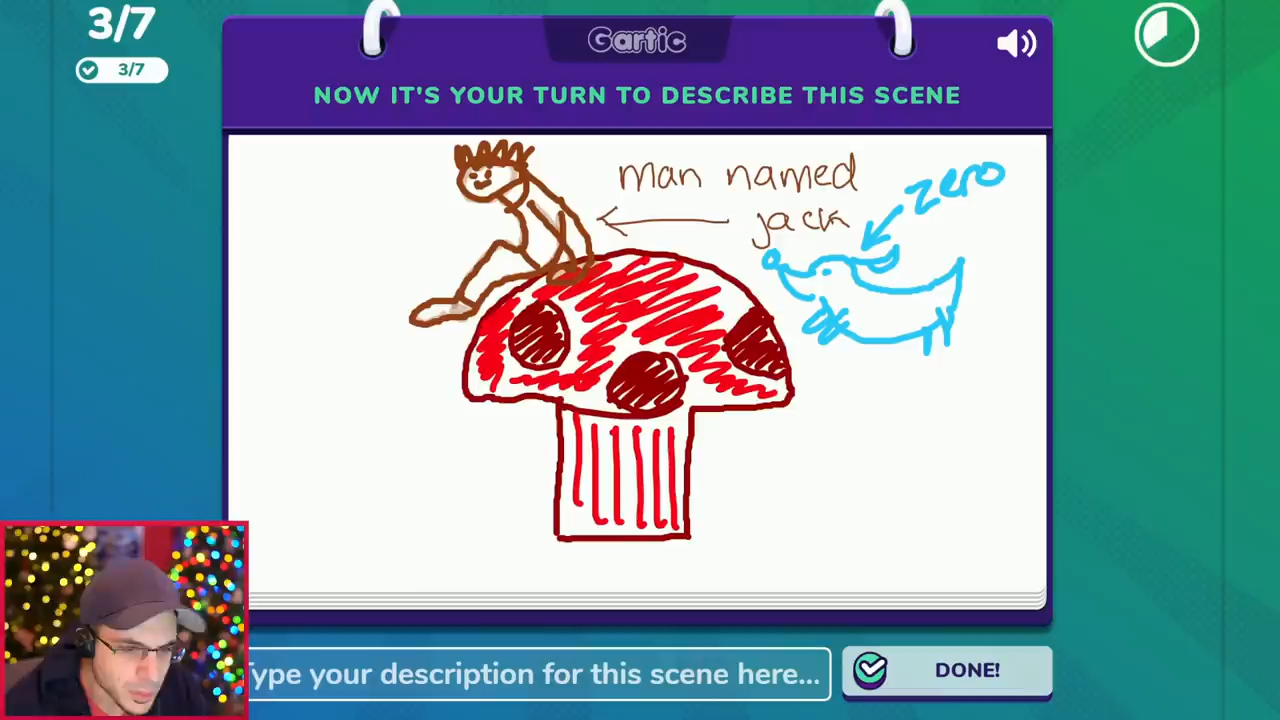 3/7
3/7
Gartic
NOW IT'S YOUR TURN TO DESCRIBE THIS SCENE
man named
jack
zero
Type your description for this scene here...
DONE!